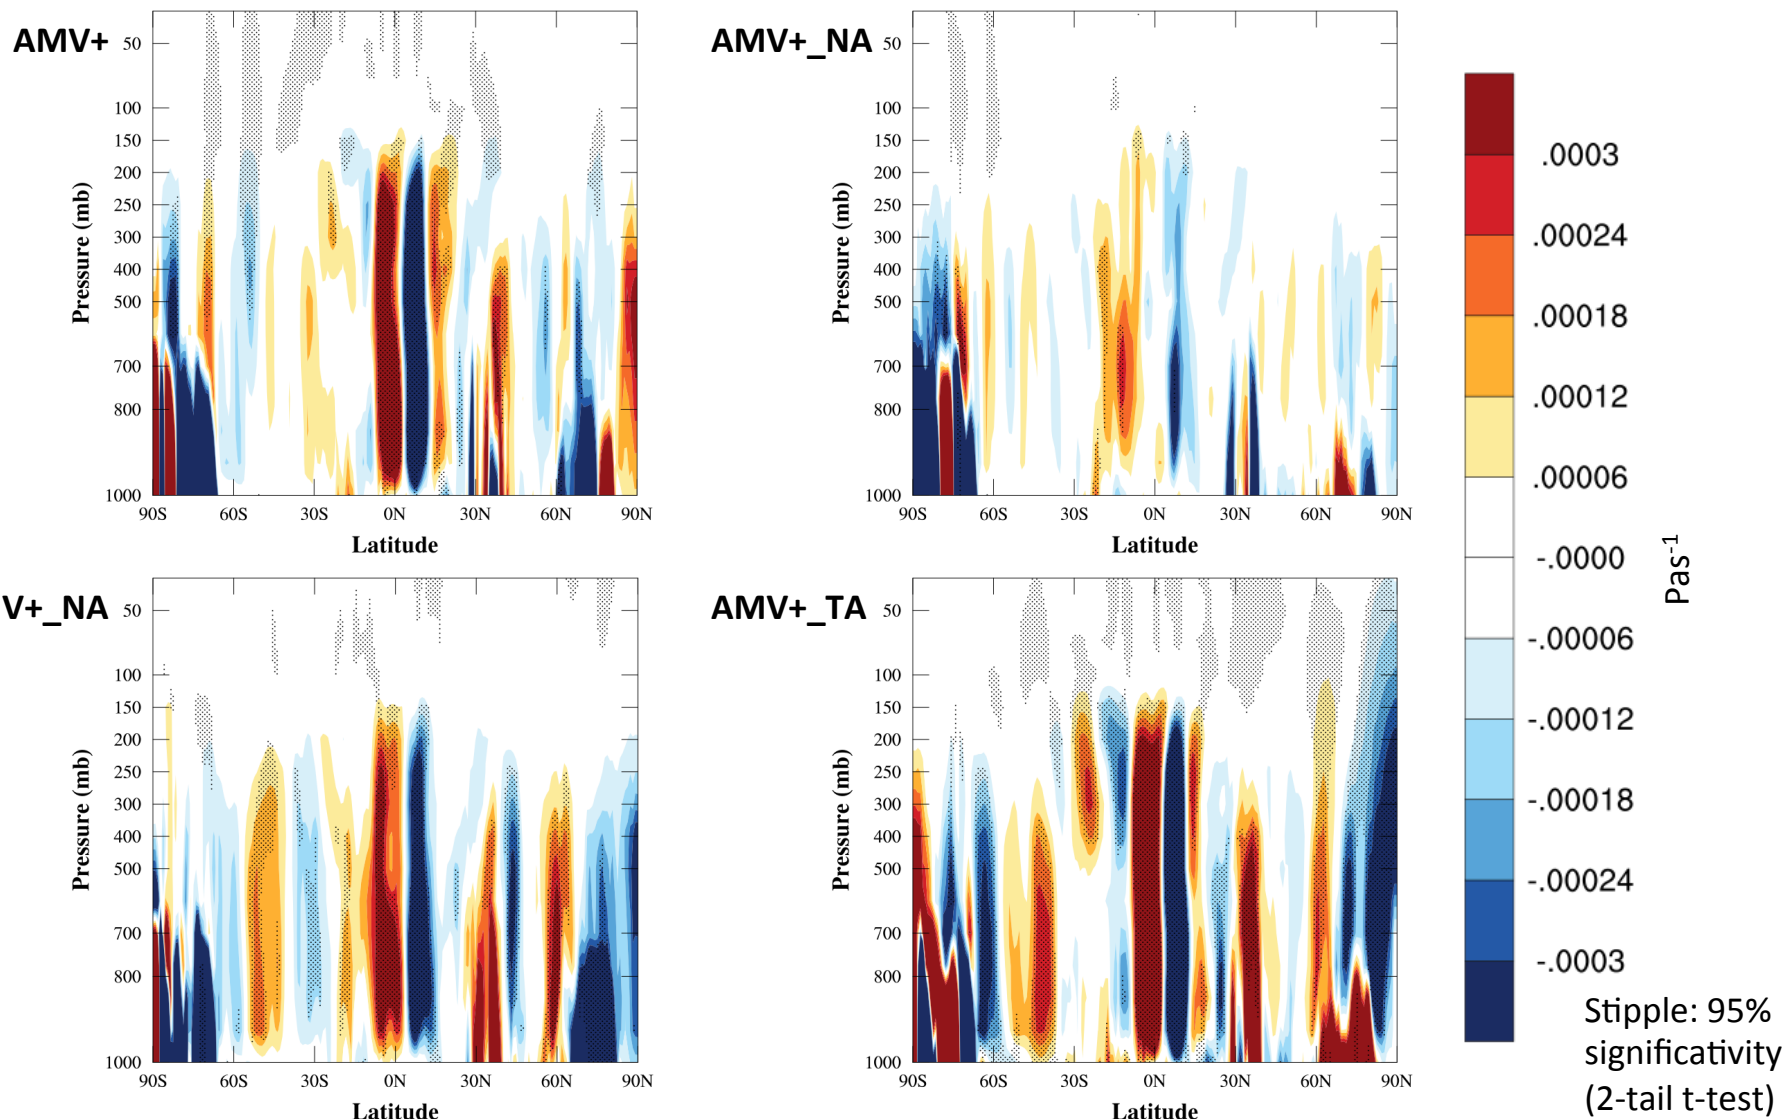 AMV+
50
100
150
200
250
300
400
500
700
800
1000
Pressure (mb)
90S 60S 30S 0N 30N 60N 90N
Latitude
AMV+_NA
50
100
150
200
250
300
400
500
700
800
1000
Pressure (mb)
90S 60S 30S 0N 30N 60N 90N
Latitude
V+_NA
50
100
150
200
250
300
400
500
700
800
1000
Pressure (mb)
90S 60S 30S 0N 30N 60N 90N
Latitude
AMV+_TA
50
100
150
200
250
300
400
500
700
800
1000
Pressure (mb)
90S 60S 30S 0N 30N 60N 90N
Latitude
.0003
.00024
.00018
.00012
.00006
-.0000
-.00006
-.00012
-.00018
-.00024
-.0003
Pas⁻¹
Stipple: 95%
significativity
(2-tail t-test)